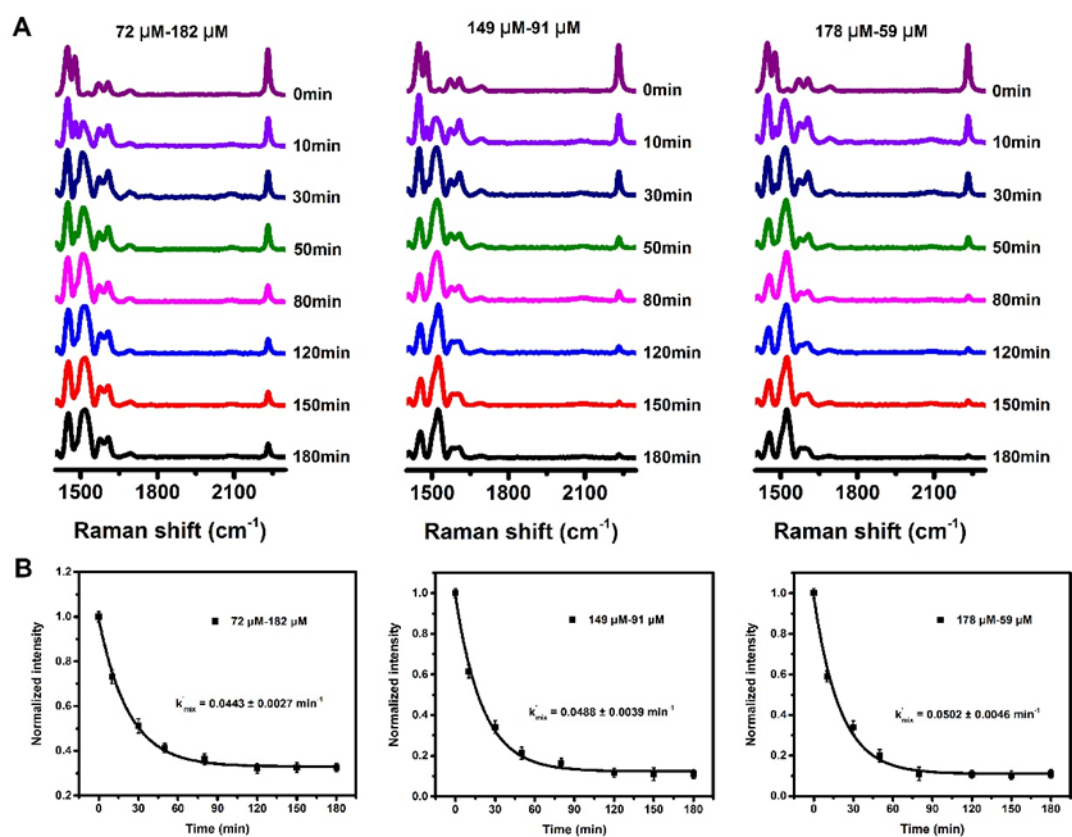 A
72 µM-182 µM
149 µM-91 µM
178 µM-59 µM
0min
10min
30min
50min
80min
120min
150min
180min
1500 1800 2100
Raman shift (cm⁻¹)
0min
10min
30min
50min
80min
120min
150min
180min
1500 1800 2100
Raman shift (cm⁻¹)
0min
10min
30min
50min
80min
120min
150min
180min
1500 1800 2100
Raman shift (cm⁻¹)
B
Normalized intensity
1.2
1.0
0.8
0.6
0.4
0.2
72 µM-182 µM
k'mix = 0.0443 ± 0.0027 min⁻¹
0 30 60 90 120 150 180
Time (min)
Normalized intensity
1.0
0.8
0.6
0.4
0.2
0.0
149 µM-91 µM
k'mix = 0.0488 ± 0.0039 min⁻¹
0 30 60 90 120 150 180
Time (min)
Normalized intensity
1.0
0.8
0.6
0.4
0.2
0.0
178 µM-59 µM
k'mix = 0.0502 ± 0.0046 min⁻¹
0 30 60 90 120 150 180
Time (min)